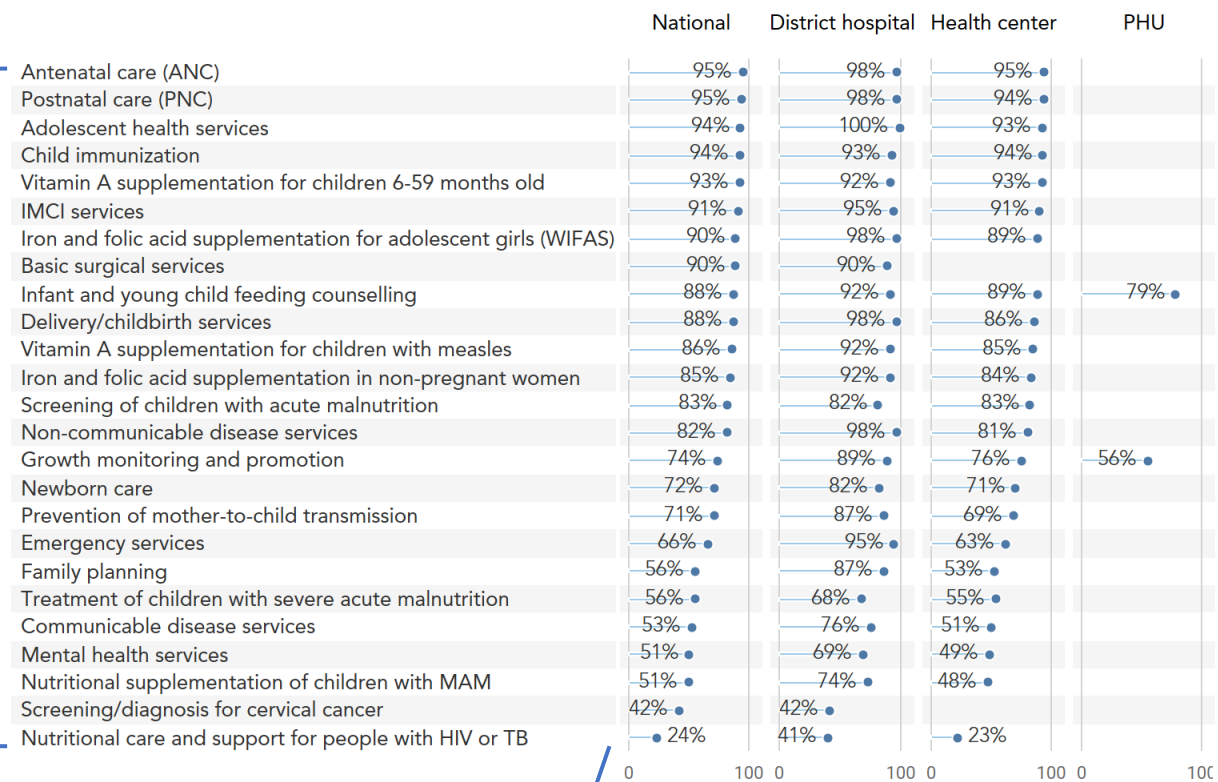 National District hospital Health center PHU
Antenatal care (ANC) 95% 98% 95%
Postnatal care (PNC) 95% 98% 94%
Adolescent health services 94% 100% 93%
Child immunization 94% 93% 94%
Vitamin A supplementation for children 6-59 months old 93% 92% 93%
IMCI services 91% 95% 91%
Iron and folic acid supplementation for adolescent girls (WIFAS) 90% 98% 89%
Basic surgical services 90% 90%
Infant and young child feeding counselling 88% 92% 89% 79%
Delivery/childbirth services 88% 98% 86%
Vitamin A supplementation for children with measles 86% 92% 85%
Iron and folic acid supplementation in non-pregnant women 85% 92% 84%
Screening of children with acute malnutrition 83% 82% 83%
Non-communicable disease services 82% 98% 81%
Growth monitoring and promotion 74% 89% 76% 56%
Newborn care 72% 82% 71%
Prevention of mother-to-child transmission 71% 87% 69%
Emergency services 66% 95% 63%
Family planning 56% 87% 53%
Treatment of children with severe acute malnutrition 56% 68% 55%
Communicable disease services 53% 76% 51%
Mental health services 51% 69% 49%
Nutritional supplementation of children with MAM 51% 74% 48%
Screening/diagnosis for cervical cancer 42% 42%
Nutritional care and support for people with HIV or TB 24% 41% 23%
0 100 0 100 0 100 0 100